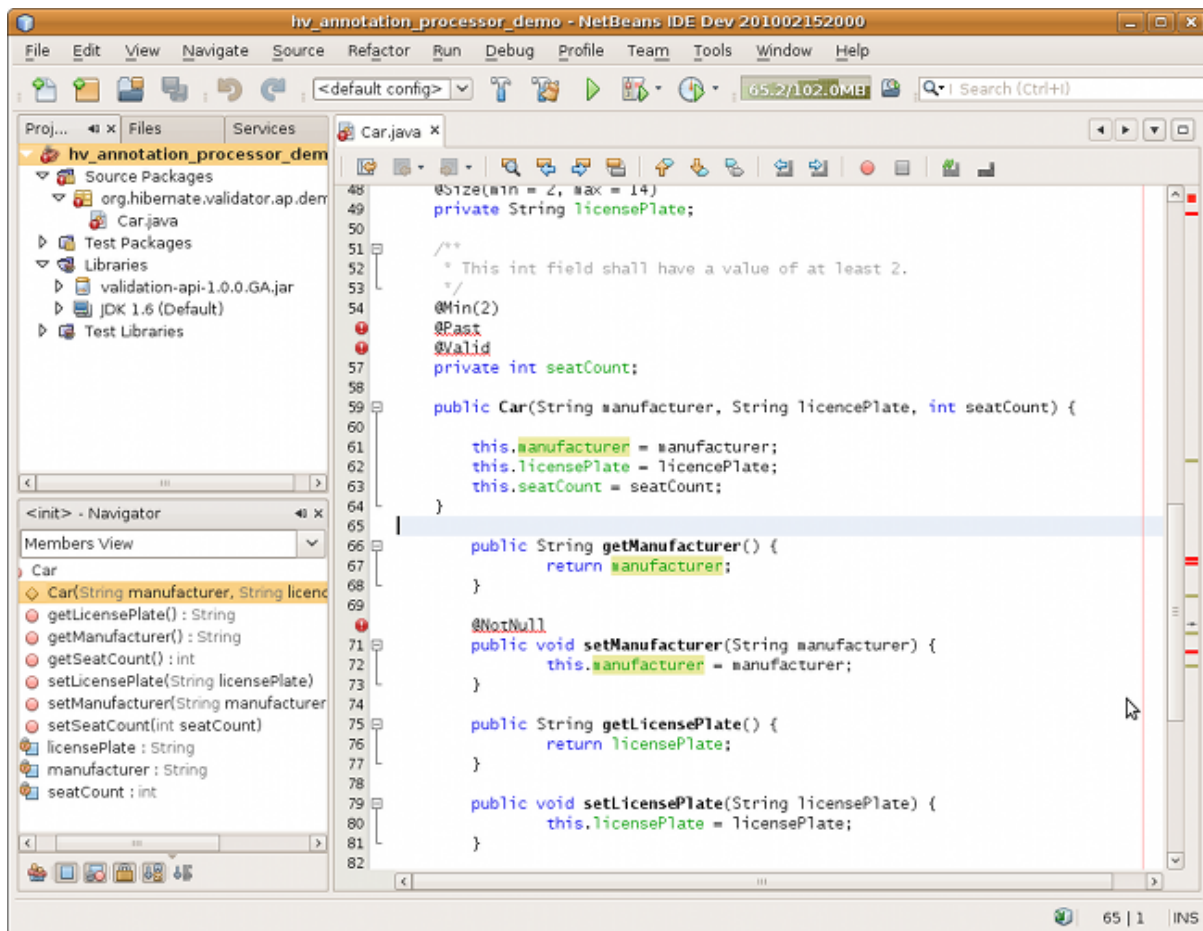 hv_annotation_processor_demo - NetBeans IDE Dev 201002152000
File Edit View Navigate Source Refactor Run Debug Profile Team Tools Window Help
<default config> 65.2/102.0MB Search (Ctrl+I)
Proj... Files Services
hv_annotation_processor_dem
Source Packages
org.hibernate.validator.ap.dem
Car.java
Test Packages
Libraries
validation-api-1.0.0.GA.jar
JDK 1.6 (Default)
Test Libraries
<init> - Navigator
Members View
Car
Car(String manufacturer, String licenc
getLicensePlate() : String
getManufacturer() : String
getSeatCount() : int
setLicensePlate(String licensePlate)
setManufacturer(String manufacturer
setSeatCount(int seatCount)
licensePlate : String
manufacturer : String
seatCount : int
Car.java
48 @Size(min = 2, max = 14)
49 private String licensePlate;
50
51 /**
52 * This int field shall have a value of at least 2.
53 */
54 @Min(2)
@Past
@Valid
57 private int seatCount;
58
59 public Car(String manufacturer, String licencePlate, int seatCount) {
60
61 this.manufacturer = manufacturer;
62 this.licensePlate = licencePlate;
63 this.seatCount = seatCount;
64 }
65
66 public String getManufacturer() {
67 return manufacturer;
68 }
69
@NotNull
71 public void setManufacturer(String manufacturer) {
72 this.manufacturer = manufacturer;
73 }
74
75 public String getLicensePlate() {
76 return licensePlate;
77 }
78
79 public void setLicensePlate(String licensePlate) {
80 this.licensePlate = licensePlate;
81 }
82
65 | 1 INS